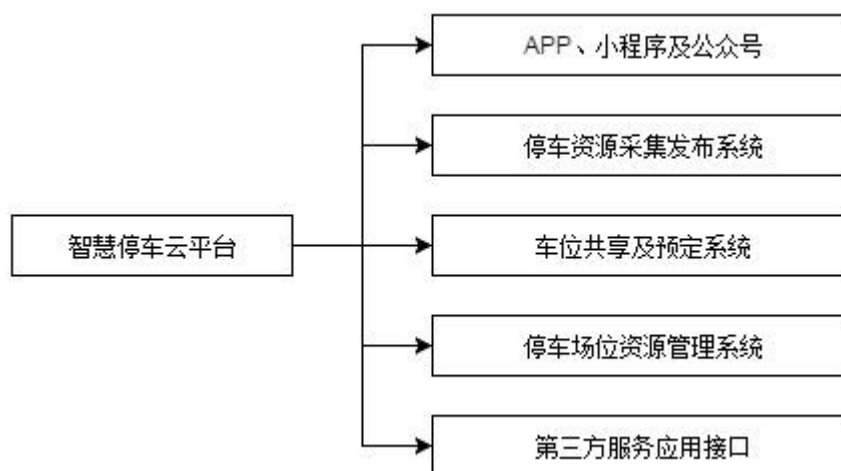 APP、小程序及公众号
停车资源采集发布系统
智慧停车云平台
车位共享及预定系统
停车场位资源管理系统
第三方服务应用接口